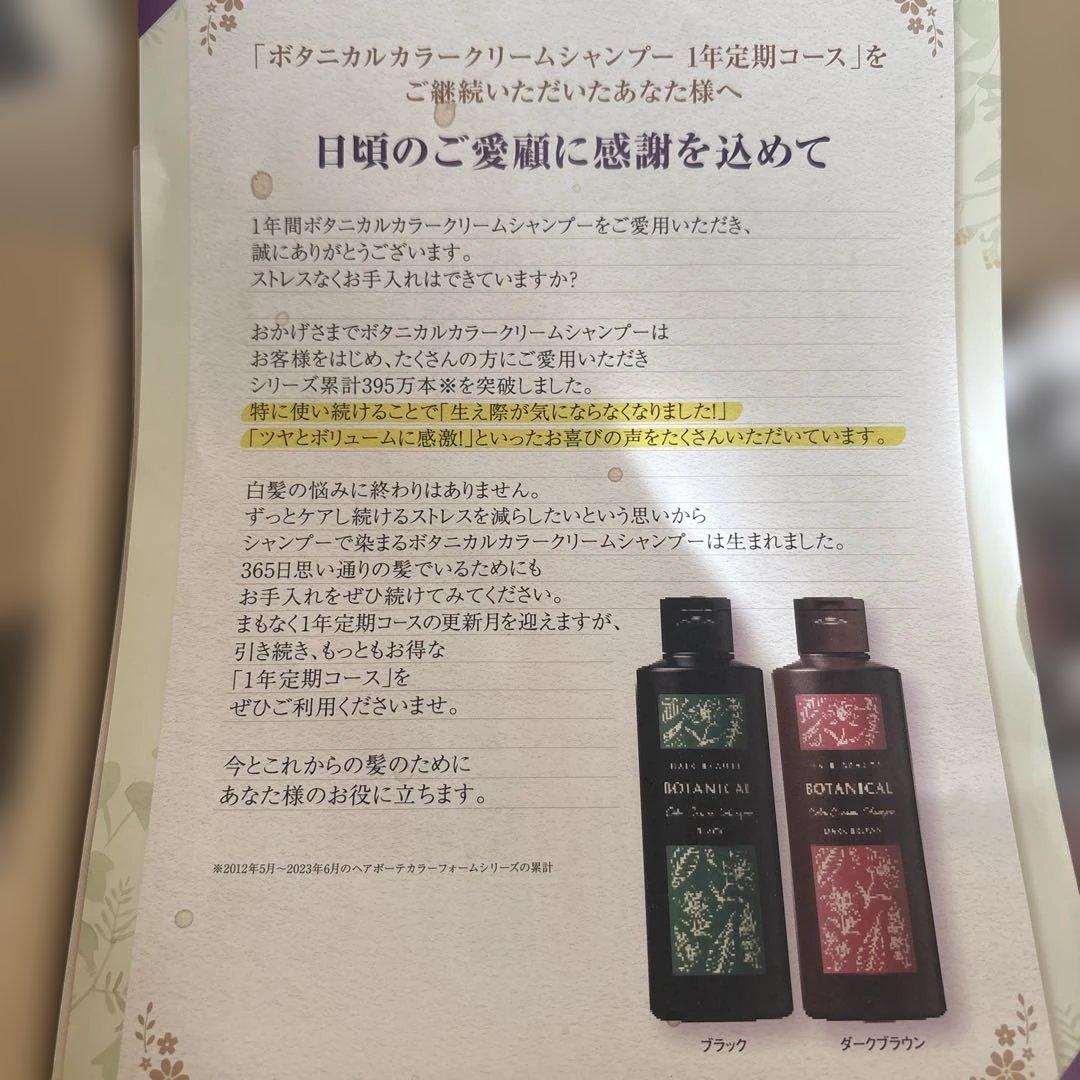 「ボタニカルカラークリームシャンプー 1年定期コース」を
ご継続いただいたあなた様へ
日頃のご愛顧に感謝を込めて
1年間ボタニカルカラークリームシャンプーをご愛用いただき、
誠にありがとうございます。
ストレスなくお手入れはできていますか?
おかげさまでボタニカルカラークリームシャンプーは
お客様をはじめ、たくさんの方にご愛用いただき
シリーズ累計395万本※を突破しました。
特に使い続けることで「生え際が気にならなくなりました!」
「ツヤとボリュームに感激!」といったお喜びの声をたくさんいただいています。
白髪の悩みに終わりはありません。
ずっとケアし続けるストレスを減らしたいという思いから
シャンプーで染まるボタニカルカラークリームシャンプーは生まれました。
365日思い通りの髪でいるためにも
お手入れをぜひ続けてみてください。
まもなく1年定期コースの更新月を迎えますが、
引き続き、もっともお得な
「1年定期コース」を
ぜひご利用くださいませ。
今とこれからの髪のために
あなた様のお役に立ちます。
※2012年5月〜2023年6月のヘアボーテカラーフォームシリーズの累計
BOTANICAL
BOTANICAL
ブラック
ダークブラウン